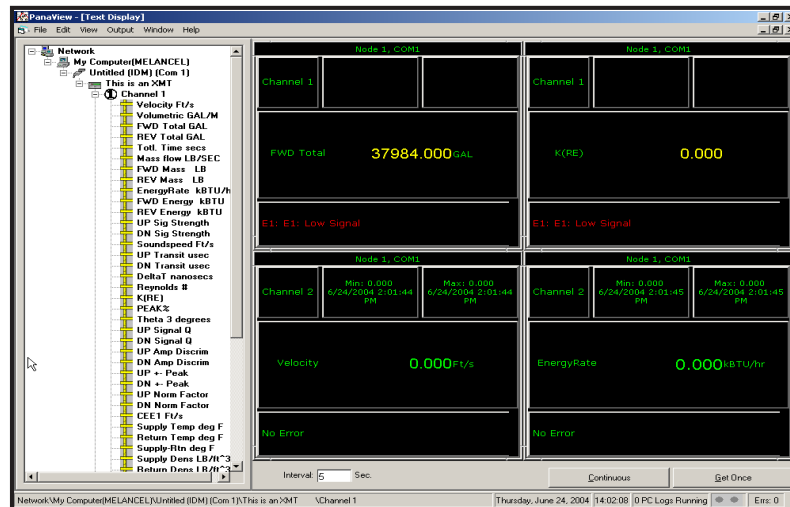 PanaView - [Text Display]
File Edit View Output Window Help
Network
My Computer(MELANCEL)
Untitled (IDM) (Com 1)
This is an XMT
Channel 1
Velocity Ft/s
Volumetric GAL/M
FWD Total GAL
REV Total GAL
Totl. Time secs
Mass flow LB/SEC
FWD Mass LB
REV Mass LB
EnergyRate kBTU/h
FWD Energy kBTU
REV Energy kBTU
UP Sig Strength
DN Sig Strength
Soundspeed Ft/s
UP Transit usec
DN Transit usec
DeltaT nanosecs
Reynolds #
K(RE)
PEAK%
Theta 3 degrees
UP Signal Q
DN Signal Q
UP Amp Discrim
DN Amp Discrim
UP +- Peak
DN +- Peak
UP Norm Factor
DN Norm Factor
CEE1 Ft/s
Supply Temp deg F
Return Temp deg F
Supply-Rtn deg F
Supply Dens LB/ft^3
Return Dens LB/ft^3
Node 1, COM1
Channel 1
FWD Total 37984.000 GAL
E1: E1: Low Signal
Node 1, COM1
Channel 1
K(RE) 0.000
E1: E1: Low Signal
Node 1, COM1
Channel 2
Min: 0.000
6/24/2004 2:01:44
PM
Max: 0.000
6/24/2004 2:01:44
PM
Velocity 0.000 Ft/s
No Error
Node 1, COM1
Channel 2
Min: 0.000
6/24/2004 2:01:45
PM
Max: 0.000
6/24/2004 2:01:45
PM
EnergyRate 0.000 kBTU/hr
No Error
Interval: 5 Sec.
Continuous
Get Once
Network\My Computer(MELANCEL)\Untitled (IDM) (Com 1)\This is an XMT \Channel 1
Thursday, June 24, 2004 14:02:08 0 PC Logs Running Errs: 0